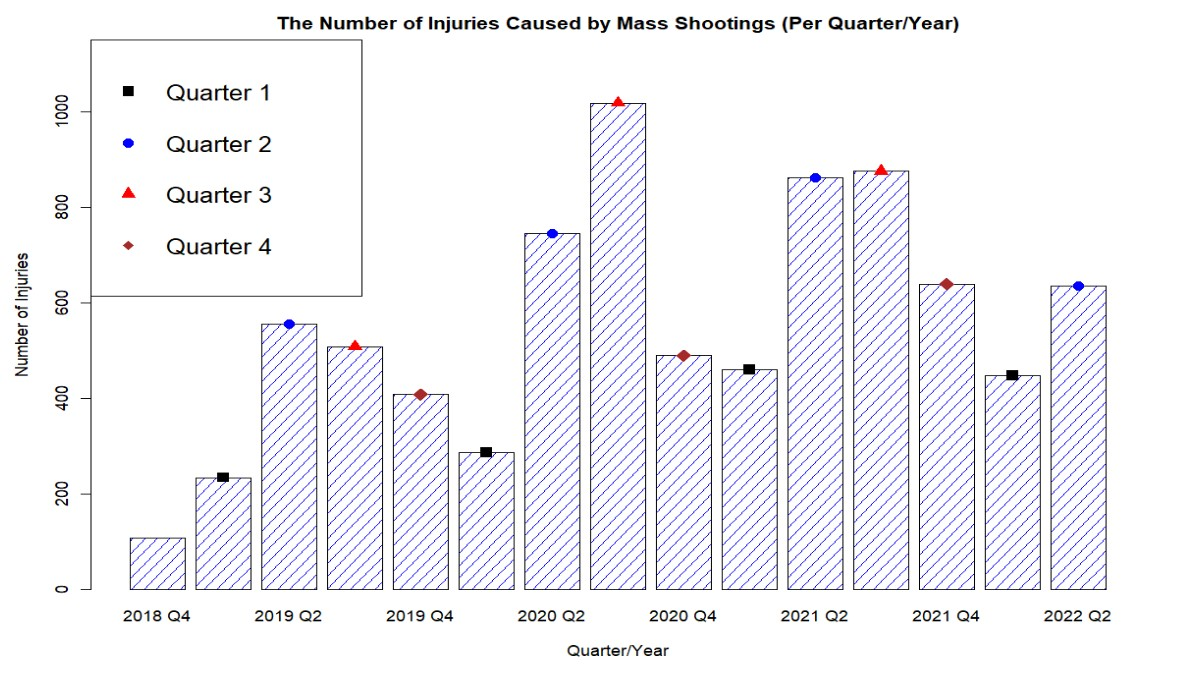 The Number of Injuries Caused by Mass Shootings (Per Quarter/Year)
Quarter 1
Quarter 2
Quarter 3
Quarter 4
Number of Injuries
1000
800
600
400
200
0
2018 Q4 2019 Q2 2019 Q4 2020 Q2 2020 Q4 2021 Q2 2021 Q4 2022 Q2
Quarter/Year